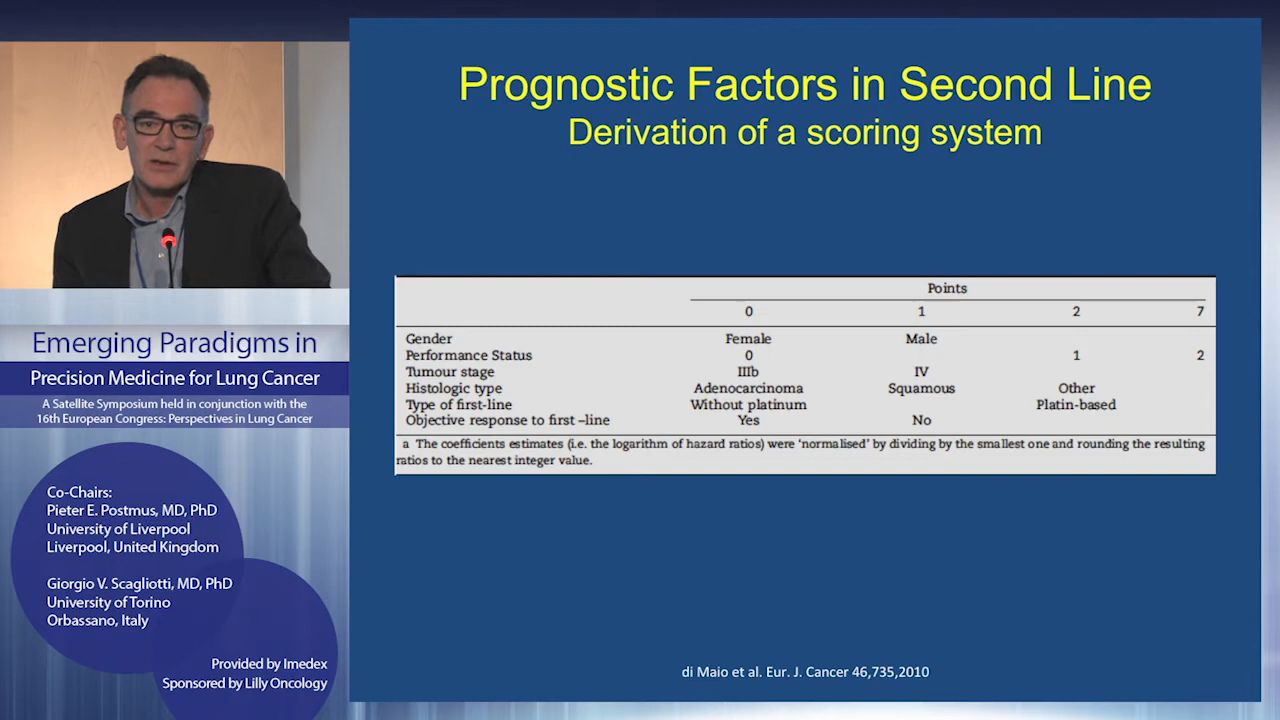 Prognostic Factors in Second Line
Derivation of a scoring system
Points
0 1 2 7
Gender Female Male
Performance Status 0 1 2
Tumour stage IIIb IV
Histologic type Adenocarcinoma Squamous Other
Type of first-line Without platinum Platin-based
Objective response to first –line Yes No
a The coefficients estimates (i.e. the logarithm of hazard ratios) were 'normalised' by dividing by the smallest one and rounding the resulting
ratios to the nearest integer value.
di Maio et al. Eur. J. Cancer 46,735,2010
Emerging Paradigms in
Precision Medicine for Lung Cancer
A Satellite Symposium held in conjunction with the
16th European Congress: Perspectives in Lung Cancer
Co-Chairs:
Pieter E. Postmus, MD, PhD
University of Liverpool
Liverpool, United Kingdom
Giorgio V. Scagliotti, MD, PhD
University of Torino
Orbassano, Italy
Provided by Imedex
Sponsored by Lilly Oncology